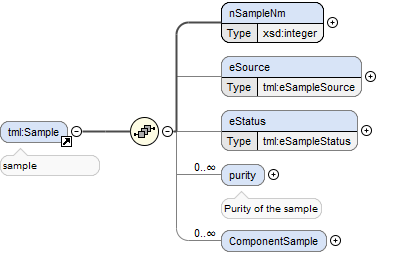 nSampleNm
Type xsd:integer
eSource
Type tml:eSampleSource
eStatus
Type tml:eSampleStatus
tml:Sample
sample
0..∞
purity
Purity of the sample
0..∞
ComponentSample